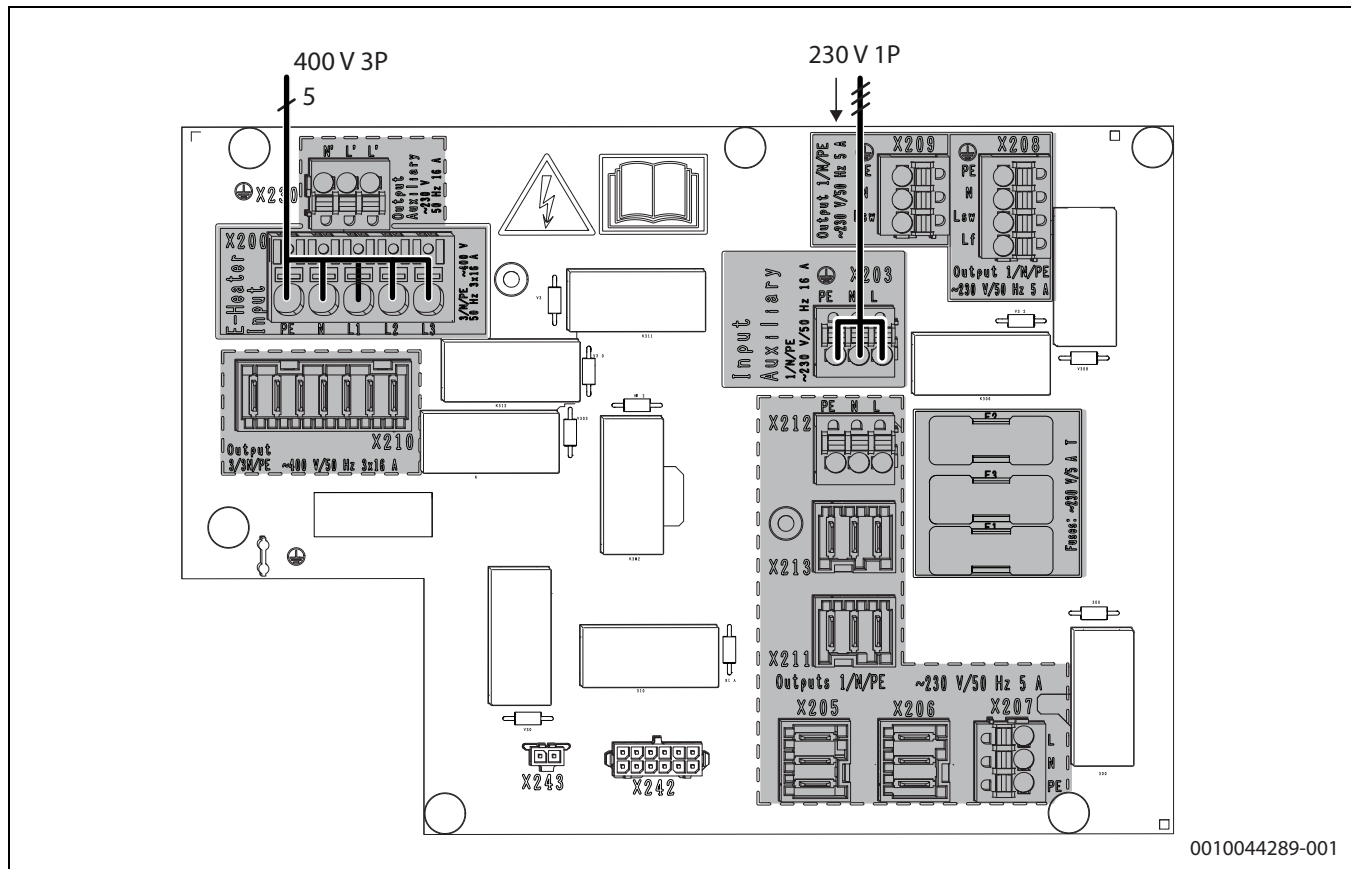 400 V 3P
230 V 1P
5
N' L' L'
X230
Output
Auxiliary
~230 V
50 Hz 16 A
X200
E-Heater
Input
3/N/PE ~400 V
50 Hz 3x16 A
PE N L1 L2 L3
X210
Output
3/3N/PE ~400 V/50 Hz 3x16 A
X209
Output 1/N/PE
~230 V/50 Hz 5 A
X208
PE
N
Lsw
Lf
Output 1/N/PE
~230 V/50 Hz 5 A
Input
Auxiliary
1/N/PE
~230 V/50 Hz 16 A
X203
PE N L
X212
PE N L
X213
X211
F2
F3
F1
Fuses: ~230 V/5 A T
Outputs 1/N/PE ~230 V/50 Hz 5 A
X205 X206 X207
L
N
PE
X243 X242
0010044289-001